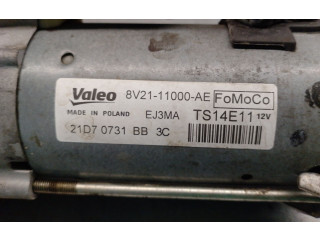 Valeo 8V21-11000-AE FoMoCo
MADE IN POLAND EJ3MA TS14E11 12V
21D7 0731 BB 3C